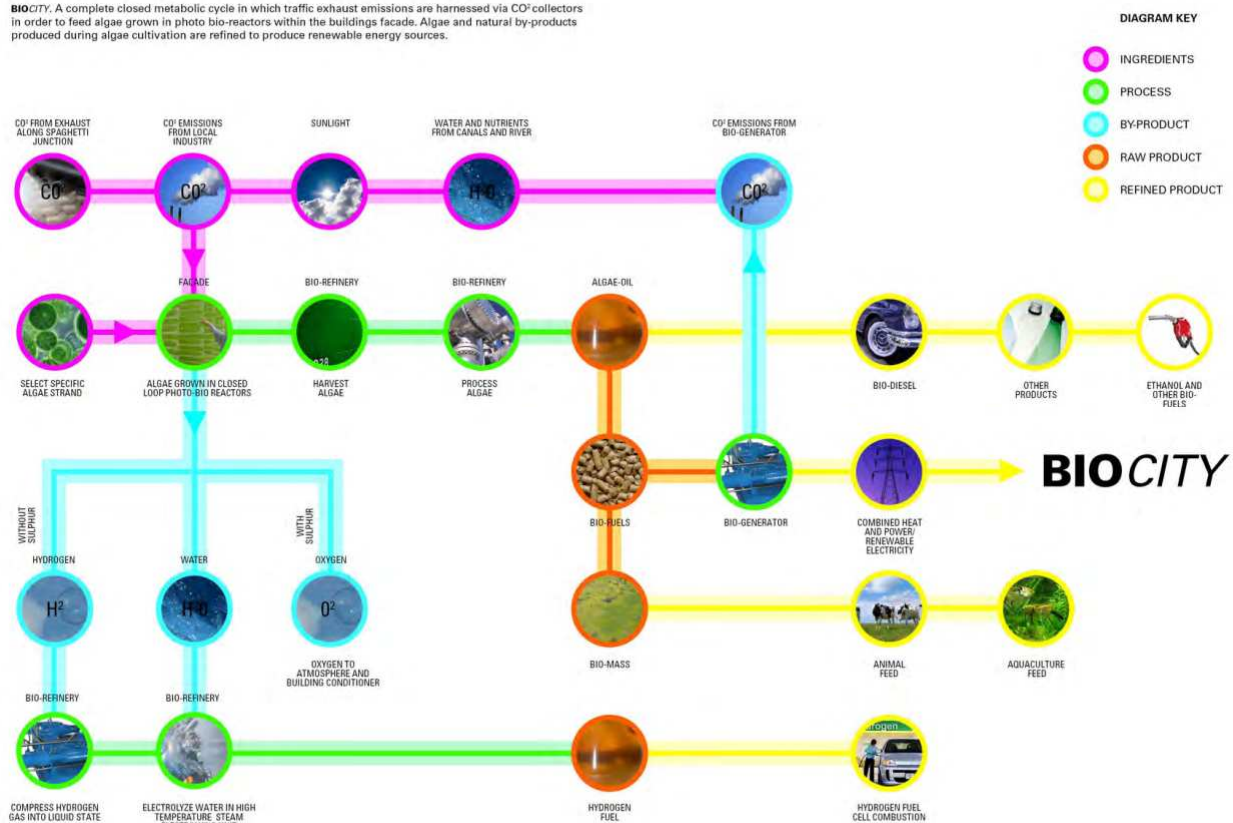 BIOCITY. A complete closed metabolic cycle in which traffic exhaust emissions are harnessed via CO² collectors
in order to feed algae grown in photo bio-reactors within the buildings facade. Algae and natural by-products
produced during algae cultivation are refined to produce renewable energy sources.
DIAGRAM KEY
INGREDIENTS
PROCESS
BY-PRODUCT
RAW PRODUCT
REFINED PRODUCT
CO² FROM EXHAUST
ALONG SPAGHETTI
JUNCTION
CO² EMISSIONS
FROM LOCAL
INDUSTRY
SUNLIGHT
WATER AND NUTRIENTS
FROM CANALS AND RIVER
CO² EMISSIONS FROM
BIO-GENERATOR
CO
CO²
H²O
CO²
FACADE
BIO-REFINERY
BIO-REFINERY
ALGAE-OIL
SELECT SPECIFIC
ALGAE STRAND
ALGAE GROWN IN CLOSED
LOOP PHOTO-BIO REACTORS
HARVEST
ALGAE
PROCESS
ALGAE
BIO-DIESEL
OTHER
PRODUCTS
ETHANOL AND
OTHER BIO-
FUELS
BIOCITY
WITHOUT
SULPHUR
WITH
SULPHUR
BIO-FUELS
BIO-GENERATOR
COMBINED HEAT
AND POWER/
RENEWABLE
ELECTRICITY
HYDROGEN
WATER
OXYGEN
H²
H²O
O²
OXYGEN TO
ATMOSPHERE AND
BUILDING CONDITIONER
BIO-MASS
ANIMAL
FEED
AQUACULTURE
FEED
BIO-REFINERY
BIO-REFINERY
rogen
COMPRESS HYDROGEN
GAS INTO LIQUID STATE
ELECTROLYZE WATER IN HIGH
TEMPERATURE STEAM
HYDROGEN
FUEL
HYDROGEN FUEL
CELL COMBUSTION